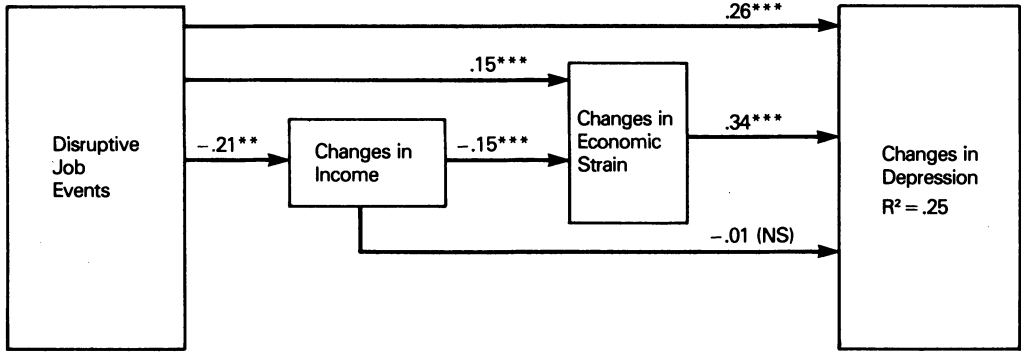 .26***
.15***
Disruptive
Job
Events
-.21**
Changes in
Income
-.15***
Changes in
Economic
Strain
.34***
Changes in
Depression
R² = .25
-.01 (NS)